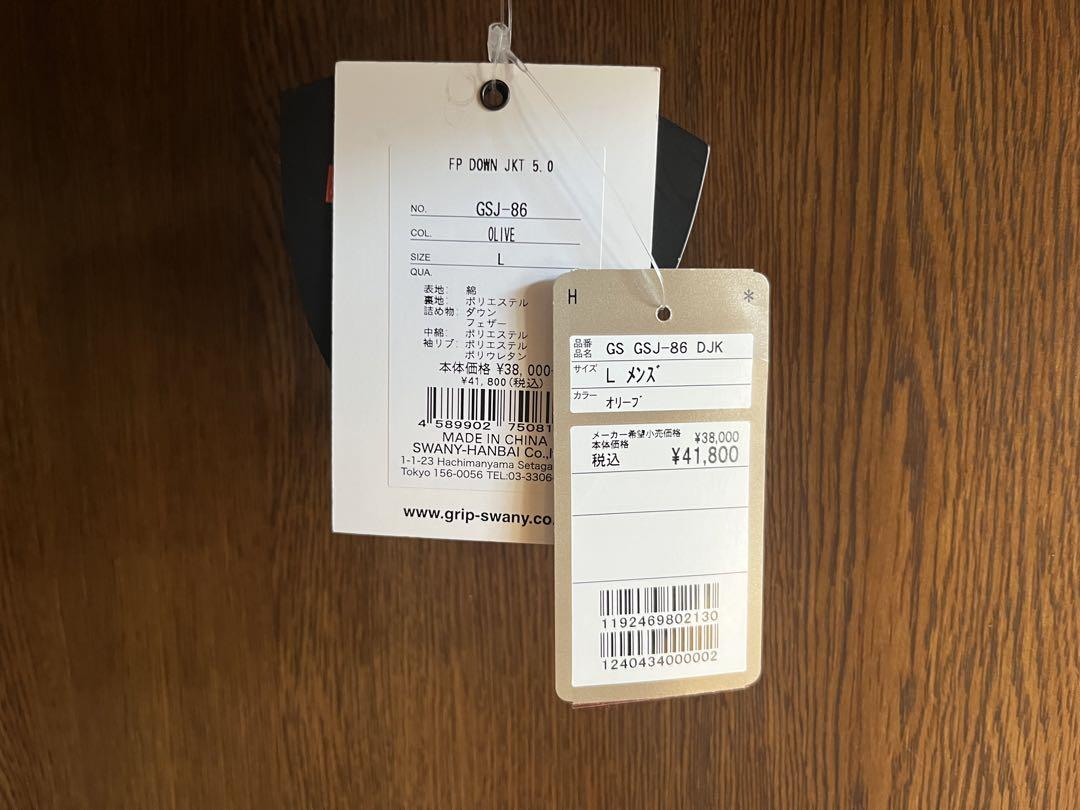 FP DOWN JKT 5.0
NO. GSJ-86
COL. OLIVE
SIZE L
QUA.
表地: 綿
裏地: ポリエステル
詰め物: ダウン
フェザー
中綿: ポリエステル
袖リブ: ポリエステル
ポリウレタン
本体価格 ¥38,000-
¥41,800(税込)
4 589902 75081
MADE IN CHINA
SWANY-HANBAI Co.,
1-1-23 Hachimanyama Setaga
Tokyo 156-0056 TEL:03-3306-
www.grip-swany.co.
H *
品番
品名 GS GSJ-86 DJK
サイズ L メンズ
カラー オリーブ
メーカー希望小売価格
本体価格 ¥38,000
税込 ¥41,800
1192469802130
1240434000002